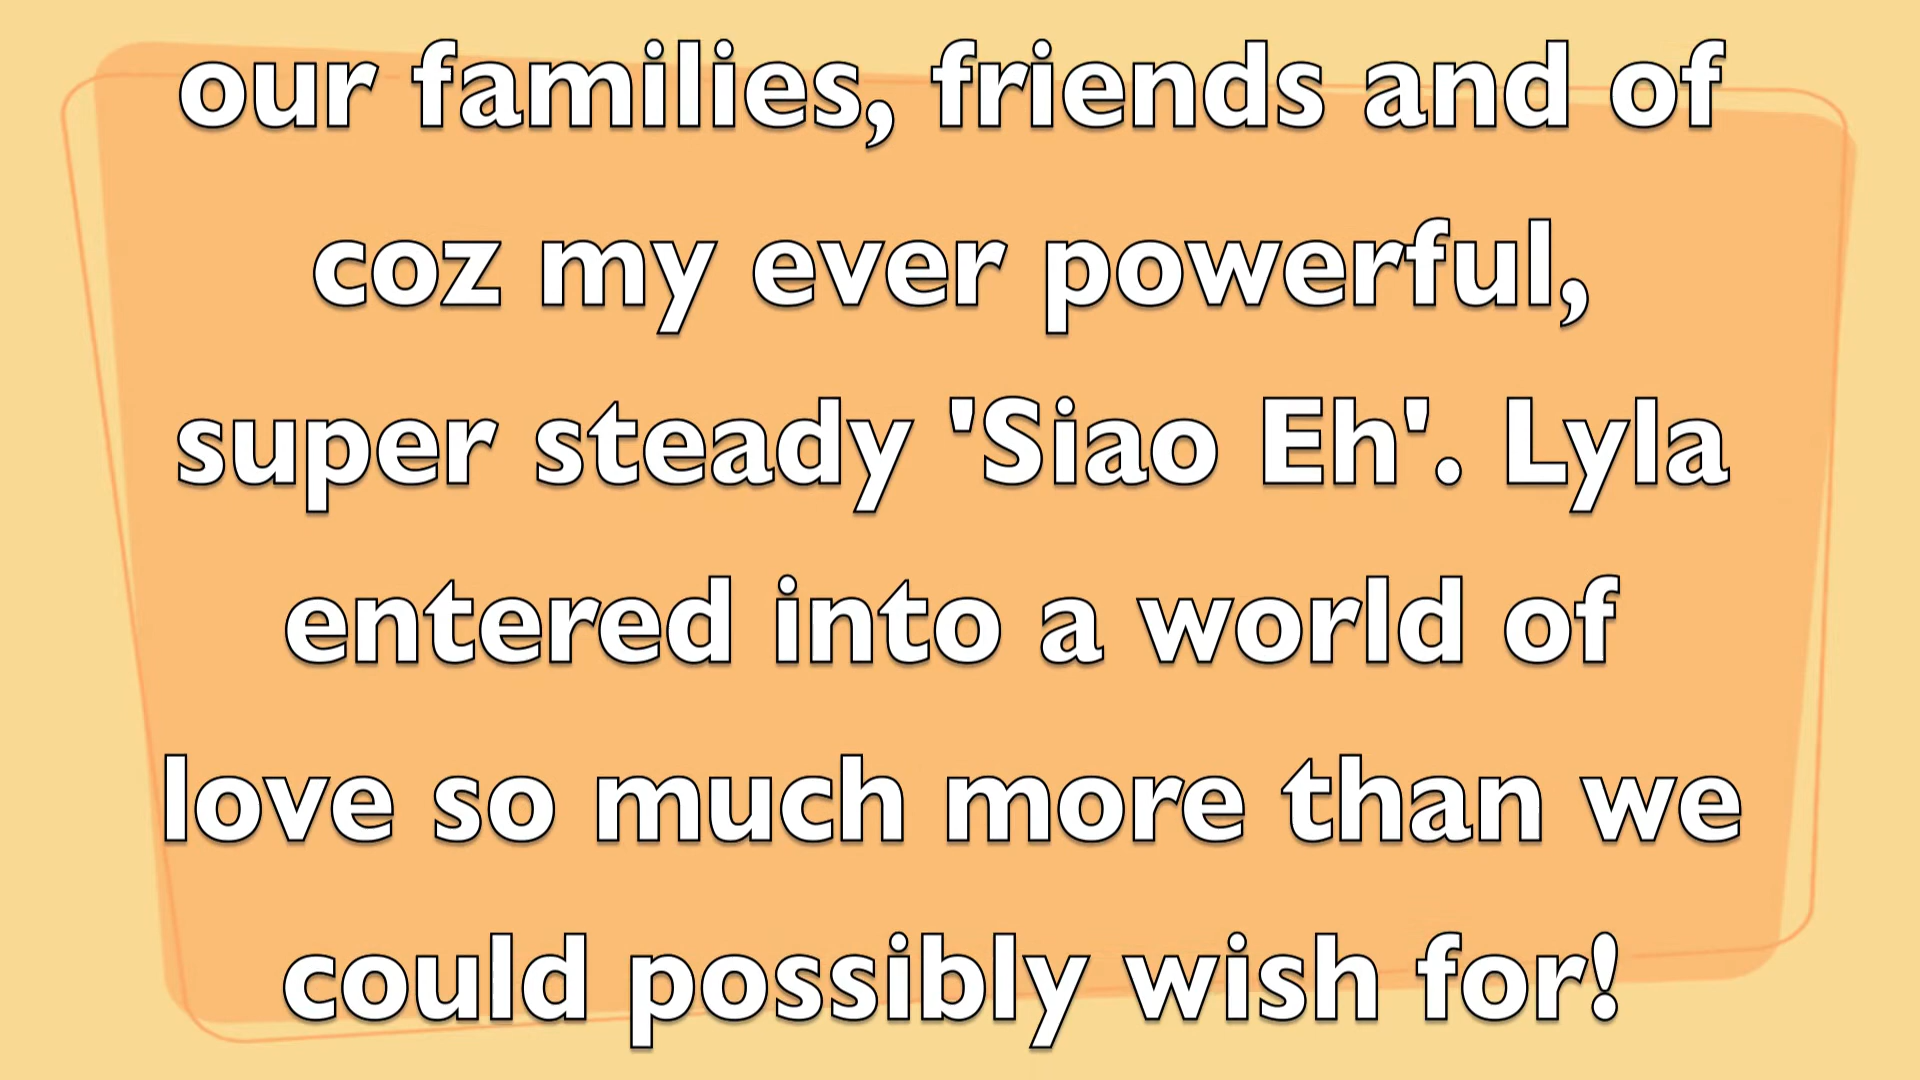 our families, friends and of
coz my ever powerful,
super steady 'Siao Eh'. Lyla
entered into a world of
love so much more than we
could possibly wish for!